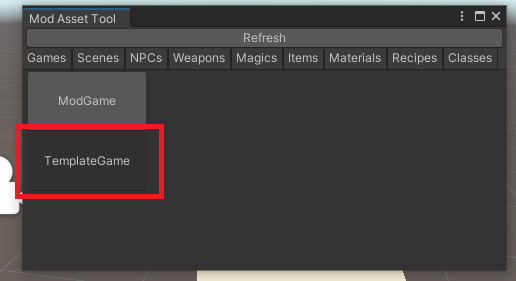 Mod Asset Tool
Refresh
Games Scenes NPCs Weapons Magics Items Materials Recipes Classes
ModGame
TemplateGame